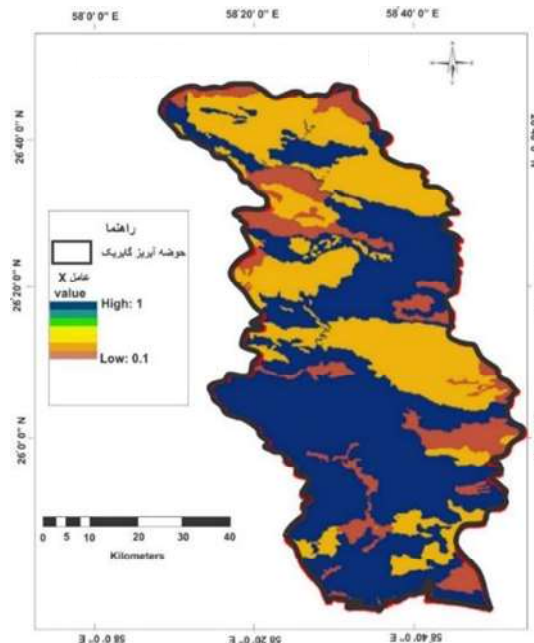 58°0'0" E
58°20'0" E
58°40'0" E
26°40'0" N
26°20'0" N
26°0'0" N
راهنما
حوضه آبریز گابریک
عامل X
value
High: 1
Low: 0.1
0 5 10 20 30 40
Kilometers
58°0'0" E
58°20'0" E
58°40'0" E